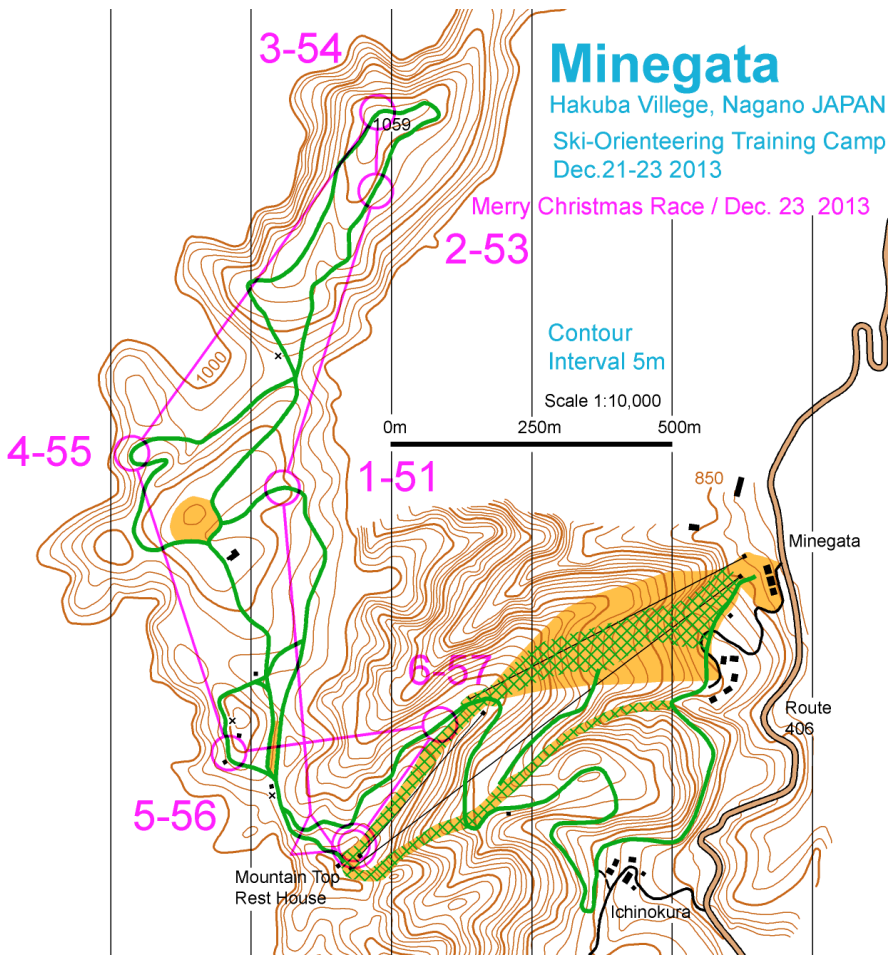 3-54
Minegata
Hakuba Villege, Nagano JAPAN
1059
Ski-Orienteering Training Camp
Dec.21-23 2013
Merry Christmas Race / Dec. 23  2013
2-53
Contour
Interval 5m
1000
Scale 1:10,000
0m
250m
500m
4-55
1-51
850
Minegata
6-57
Route
406
5-56
Mountain Top
Rest House
Ichinokura